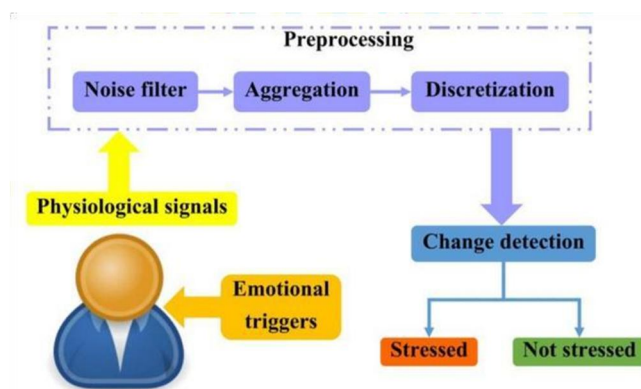 Preprocessing
Noise filter
Aggregation
Discretization
Physiological signals
Change detection
Emotional
triggers
Stressed
Not stressed